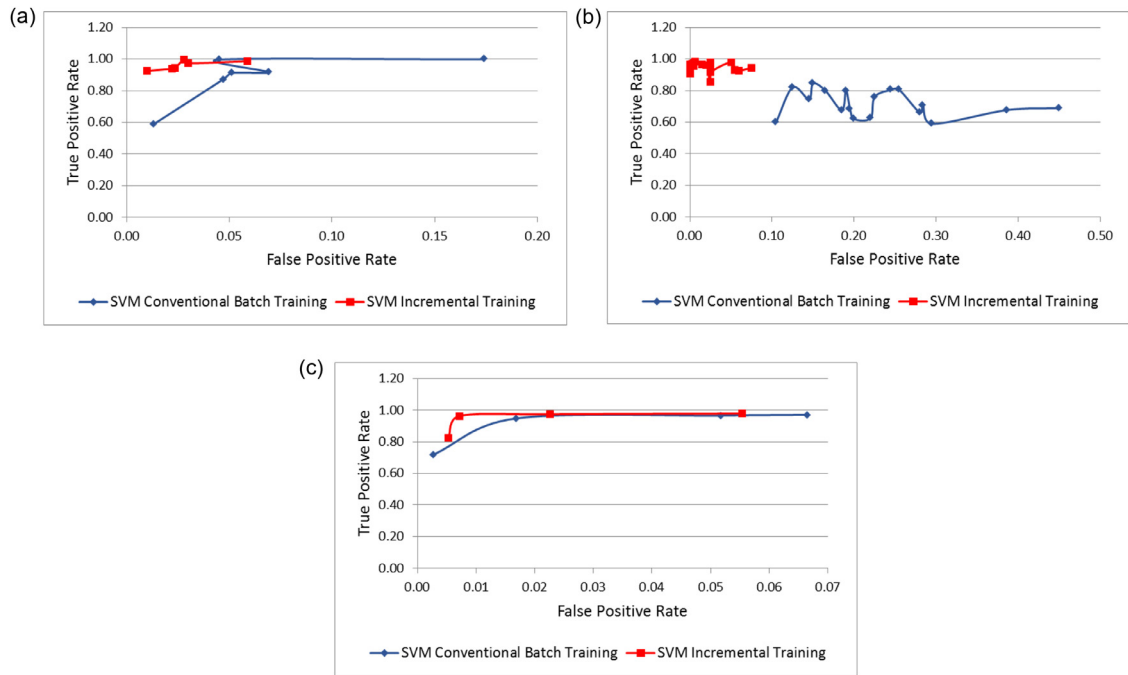 (a)
1.20
1.00
0.80
0.60
0.40
0.20
0.00
True Positive Rate
0.00 0.05 0.10 0.15 0.20
False Positive Rate
SVM Conventional Batch Training SVM Incremental Training
(b)
1.20
1.00
0.80
0.60
0.40
0.20
0.00
True Positive Rate
0.00 0.10 0.20 0.30 0.40 0.50
False Positive Rate
SVM Conventional Batch Training SVM Incremental Training
(c)
1.20
1.00
0.80
0.60
0.40
0.20
0.00
True Positive Rate
0.00 0.01 0.02 0.03 0.04 0.05 0.06 0.07
False Positive Rate
SVM Conventional Batch Training SVM Incremental Training